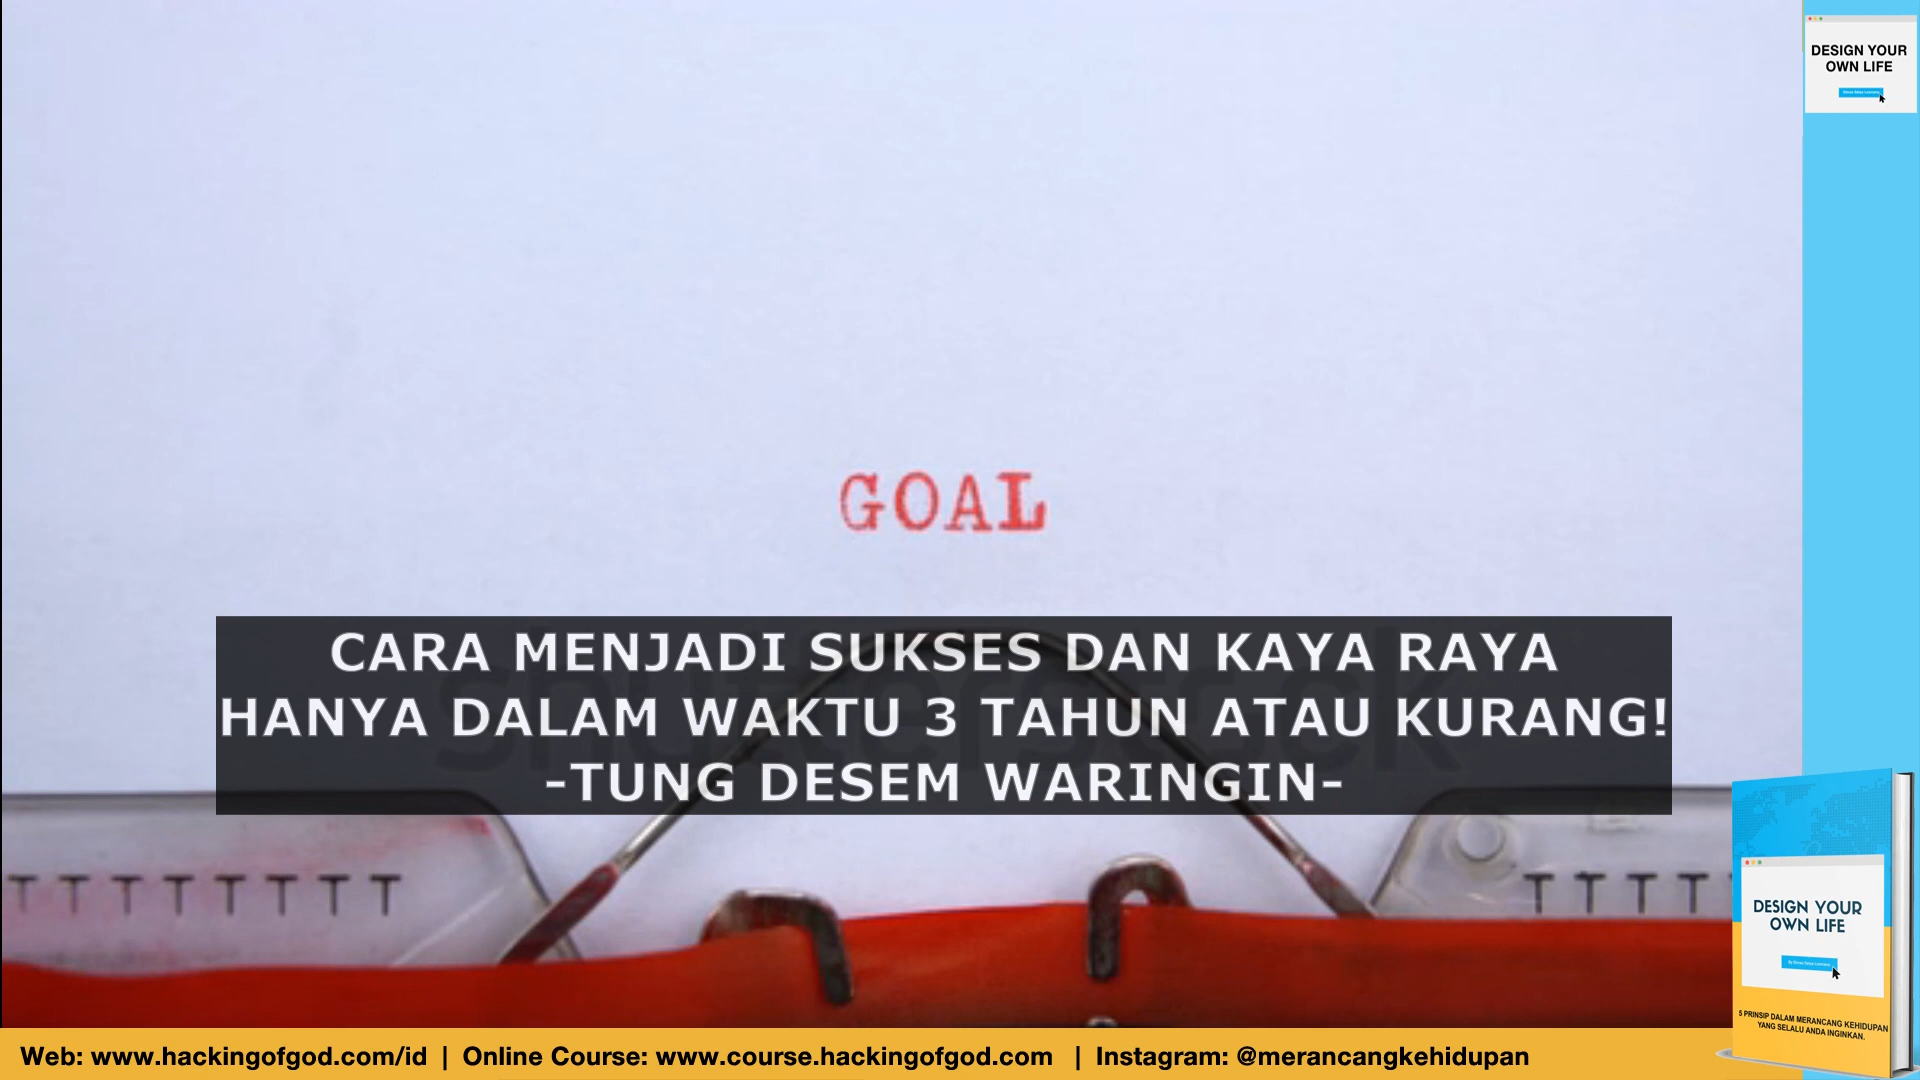 DESIGN YOUR
OWN LIFE
GOAL
CARA MENJADI SUKSES DAN KAYA RAYA
HANYA DALAM WAKTU 3 TAHUN ATAU KURANG!
-TUNG DESEM WARINGIN-
shutterstock
T T T T T T T T
T T T T
DESIGN YOUR
OWN LIFE
5 PRINSIP DALAM MERANCANG KEHIDUPAN
YANG SELALU ANDA INGINKAN.
Web: www.hackingofgod.com/id | Online Course: www.course.hackingofgod.com | Instagram: @merancangkehidupan